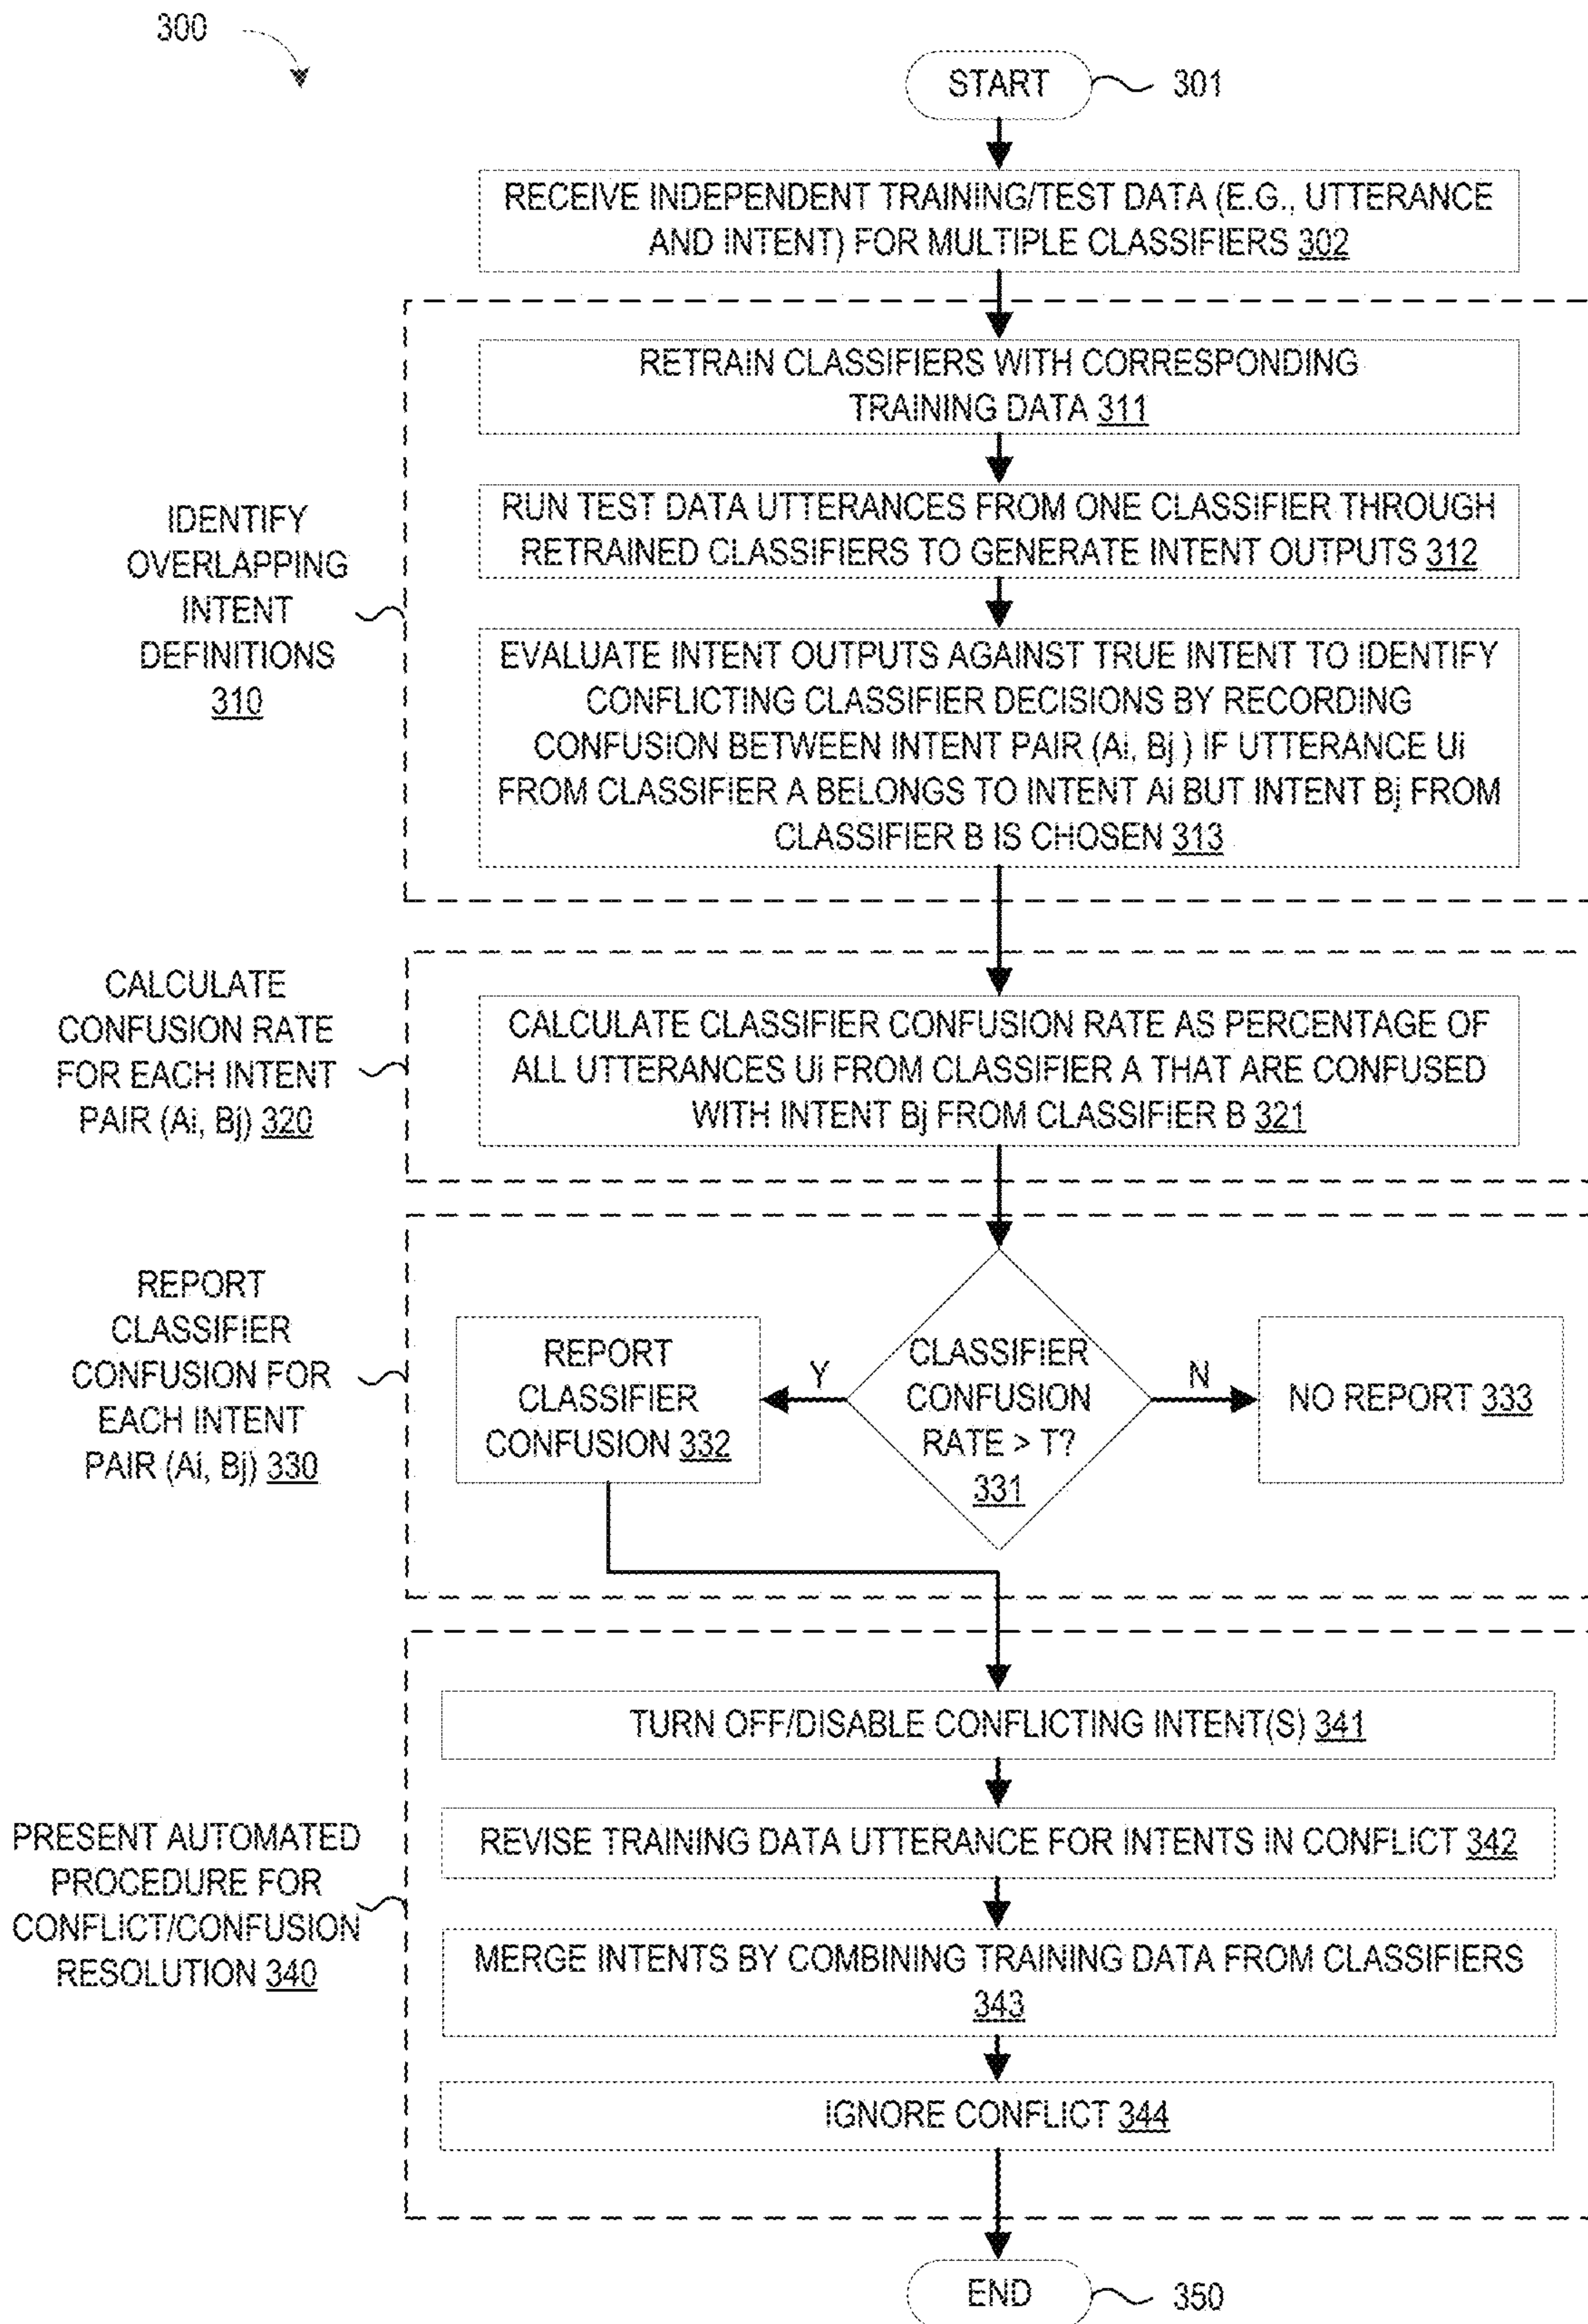 300
START
301
RECEIVE INDEPENDENT TRAINING/TEST DATA (E.G., UTTERANCE
AND INTENT) FOR MULTIPLE CLASSIFIERS 302
IDENTIFY
OVERLAPPING
INTENT
DEFINITIONS
310
RETRAIN CLASSIFIERS WITH CORRESPONDING
TRAINING DATA 311
RUN TEST DATA UTTERANCES FROM ONE CLASSIFIER THROUGH
RETRAINED CLASSIFIERS TO GENERATE INTENT OUTPUTS 312
EVALUATE INTENT OUTPUTS AGAINST TRUE INTENT TO IDENTIFY
CONFLICTING CLASSIFIER DECISIONS BY RECORDING
CONFUSION BETWEEN INTENT PAIR (Ai, Bj ) IF UTTERANCE Ui
FROM CLASSIFIER A BELONGS TO INTENT Ai BUT INTENT Bj FROM
CLASSIFIER B IS CHOSEN 313
CALCULATE
CONFUSION RATE
FOR EACH INTENT
PAIR (Ai, Bj) 320
CALCULATE CLASSIFIER CONFUSION RATE AS PERCENTAGE OF
ALL UTTERANCES Ui FROM CLASSIFIER A THAT ARE CONFUSED
WITH INTENT Bj FROM CLASSIFIER B 321
REPORT
CLASSIFIER
CONFUSION FOR
EACH INTENT
PAIR (Ai, Bj) 330
REPORT
CLASSIFIER
CONFUSION 332
Y
CLASSIFIER
CONFUSION
RATE > T?
331
N
NO REPORT 333
PRESENT AUTOMATED
PROCEDURE FOR
CONFLICT/CONFUSION
RESOLUTION 340
TURN OFF/DISABLE CONFLICTING INTENT(S) 341
REVISE TRAINING DATA UTTERANCE FOR INTENTS IN CONFLICT 342
MERGE INTENTS BY COMBINING TRAINING DATA FROM CLASSIFIERS
343
IGNORE CONFLICT 344
END
350